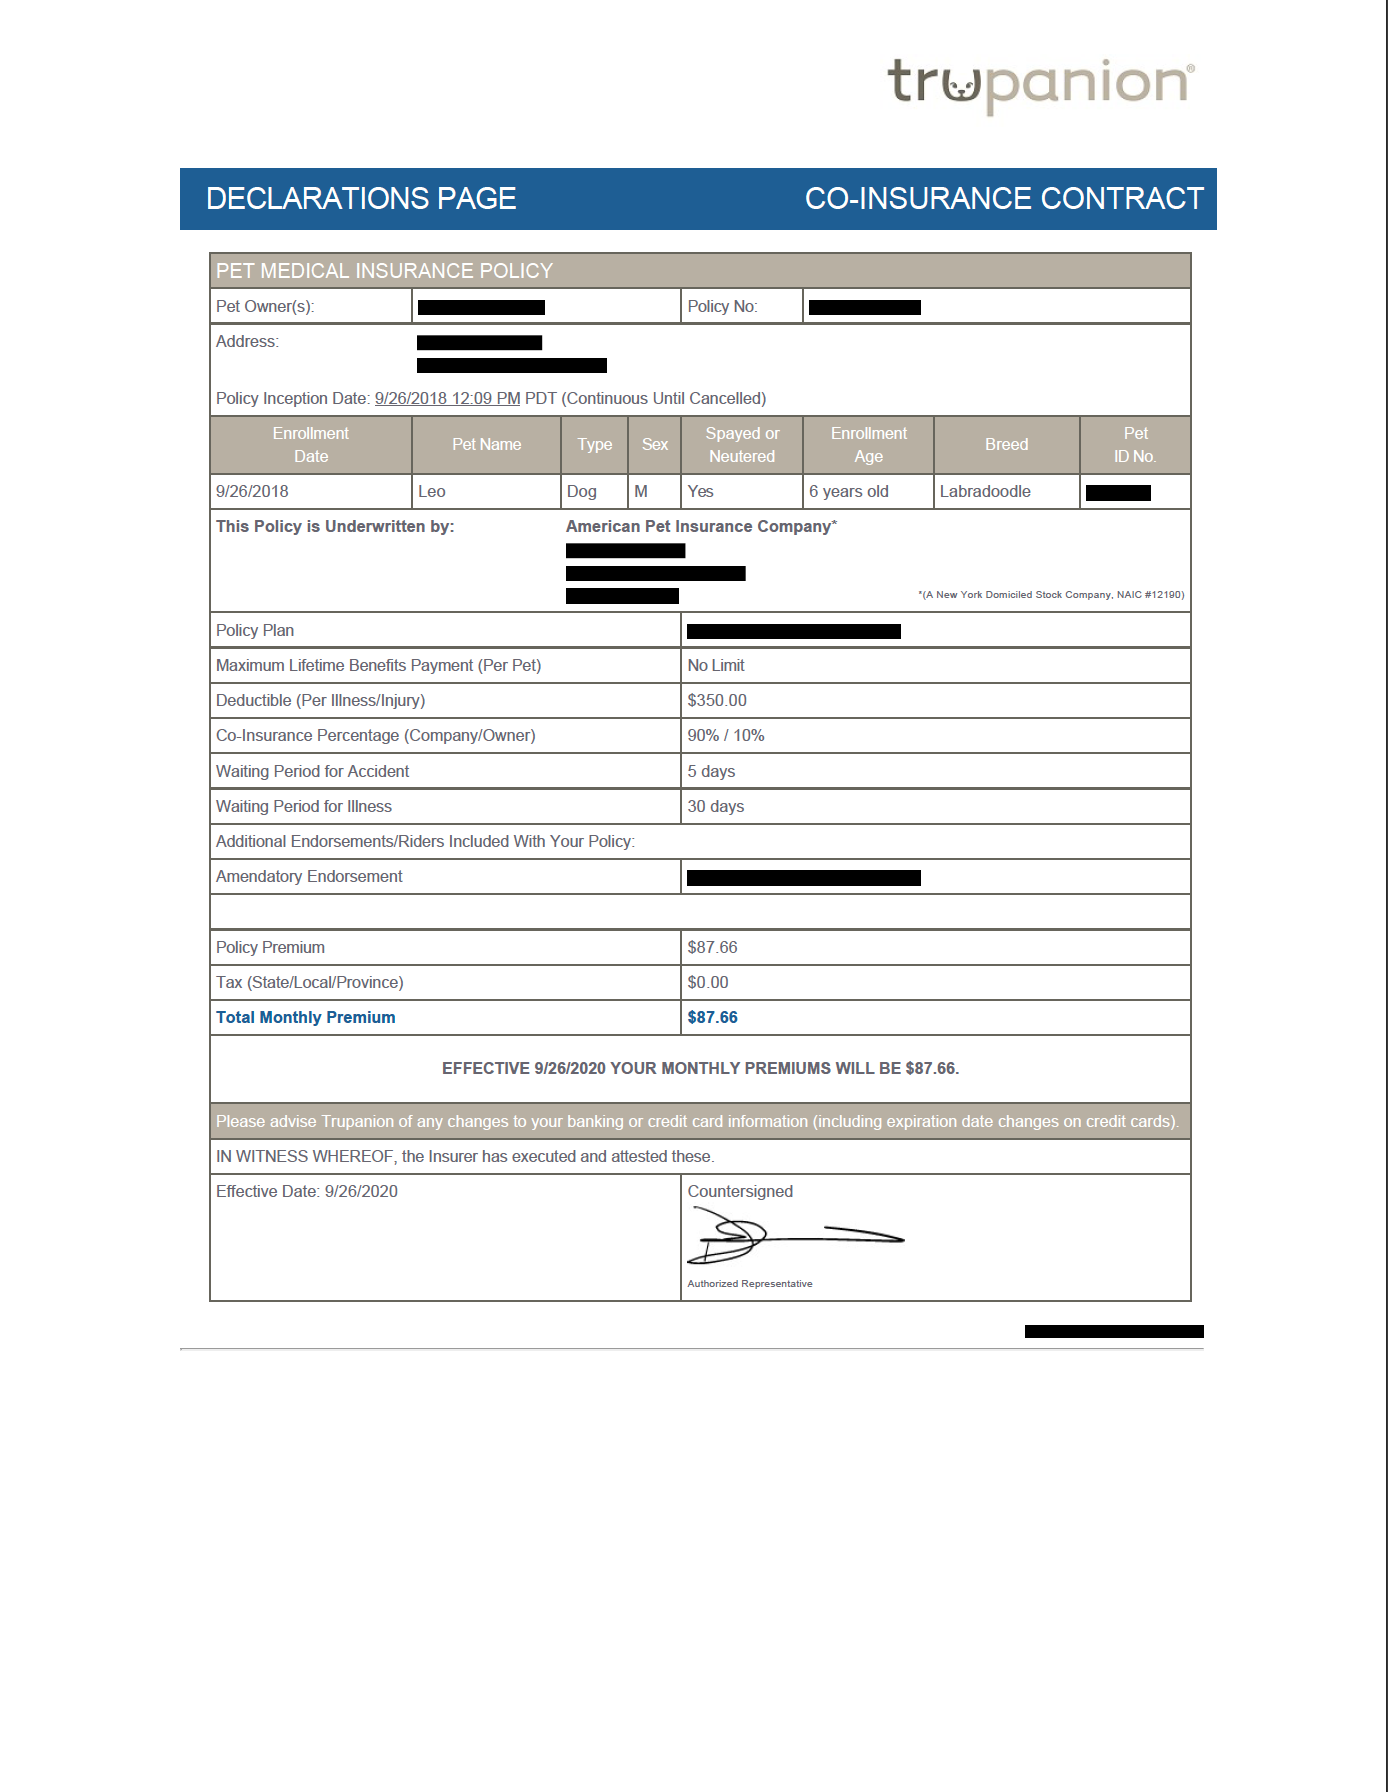 trupanion®
DECLARATIONS PAGE CO-INSURANCE CONTRACT
PET MEDICAL INSURANCE POLICY
Pet Owner(s): Policy No:
Address:
Policy Inception Date: 9/26/2018 12:09 PM PDT (Continuous Until Cancelled)
Enrollment Date Pet Name Type Sex Spayed or Neutered Enrollment Age Breed Pet ID No.
9/26/2018 Leo Dog M Yes 6 years old Labradoodle
This Policy is Underwritten by: American Pet Insurance Company*
*(A New York Domiciled Stock Company, NAIC #12190)
Policy Plan
Maximum Lifetime Benefits Payment (Per Pet) No Limit
Deductible (Per Illness/Injury) $350.00
Co-Insurance Percentage (Company/Owner) 90% / 10%
Waiting Period for Accident 5 days
Waiting Period for Illness 30 days
Additional Endorsements/Riders Included With Your Policy:
Amendatory Endorsement
Policy Premium $87.66
Tax (State/Local/Province) $0.00
Total Monthly Premium $87.66
EFFECTIVE 9/26/2020 YOUR MONTHLY PREMIUMS WILL BE $87.66.
Please advise Trupanion of any changes to your banking or credit card information (including expiration date changes on credit cards).
IN WITNESS WHEREOF, the Insurer has executed and attested these.
Effective Date: 9/26/2020 Countersigned
Authorized Representative